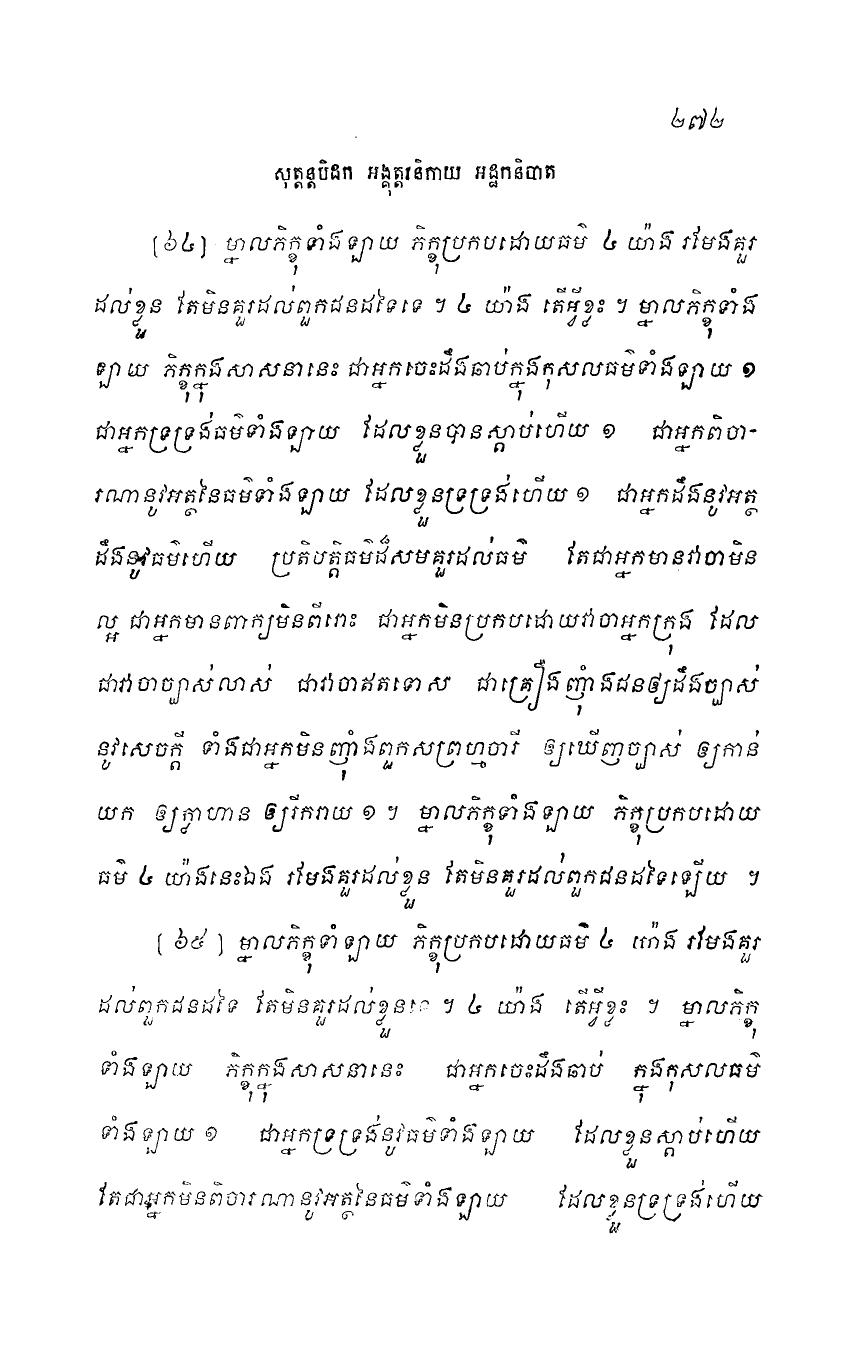 ២៧២
សុត្តន្តបិដក អង្គុត្តរនិកាយ អដ្ឋកនិបាត
[៦៤] ម្នាលភិក្ខុទាំងឡាយ ភិក្ខុប្រកបដោយធម៌ ៤ យ៉ាង រមែងគួរ
ដល់ខ្លួន តែមិនគួរដល់ពួកជនដទៃទេ ។ ៤ យ៉ាង តើអ្វីខ្លះ ។ ម្នាលភិក្ខុទាំង
ឡាយ ភិក្ខុក្នុងសាសនានេះ ជាអ្នកចេះដឹងឆាប់ក្នុងកុសលធម៌ទាំងឡាយ ១
ជាអ្នកទ្រទ្រង់ធម៌ទាំងឡាយ ដែលខ្លួនបានស្តាប់ហើយ ១ ជាអ្នកពិចា-
រណានូវអត្ថនៃធម៌ទាំងឡាយ ដែលខ្លួនទ្រទ្រង់ហើយ ១ ជាអ្នកដឹងនូវអត្ថ
ដឹងនូវធម៌ហើយ ប្រតិបត្តិធម៌ដ៏សមគួរដល់ធម៌ តែជាអ្នកមានវាចាមិន
ល្អ ជាអ្នកមានពាក្យមិនពីរោះ ជាអ្នកមិនប្រកបដោយវាចាអ្នកក្រុង ដែល
ជាវាចាច្បាស់លាស់ ជាវាចាឥតទោស ជាគ្រឿងញ៉ាំងជនឲ្យដឹងច្បាស់
នូវសេចក្តី ទាំងជាអ្នកមិនញ៉ាំងពួកសព្រហ្មចារី ឲ្យឃើញច្បាស់ ឲ្យកាន់
យក ឲ្យក្លាហាន ឲ្យរីករាយ ១ ។ ម្នាលភិក្ខុទាំងឡាយ ភិក្ខុប្រកបដោយ
ធម៌ ៤ យ៉ាងនេះឯង រមែងគួរដល់ខ្លួន តែមិនគួរដល់ពួកជនដទៃឡើយ ។
[៦៥] ម្នាលភិក្ខុទាំឡាយ ភិក្ខុប្រកបដោយធម៌ ៤ យ៉ាង រមែងគួរ
ដល់ពួកជនដទៃ តែមិនគួរដល់ខ្លួនទេ ។ ៤ យ៉ាង តើអ្វីខ្លះ ។ ម្នាលភិក្ខុ
ទាំងឡាយ ភិក្ខុក្នុងសាសនានេះ ជាអ្នកចេះដឹងឆាប់ ក្នុងកុសលធម៌
ទាំងឡាយ ១ ជាអ្នកទ្រទ្រង់នូវធម៌ទាំងឡាយ ដែលខ្លួនស្តាប់ហើយ
តែជាអ្នកមិនពិចារណានូវអត្ថនៃធម៌ទាំងឡាយ ដែលខ្លួនទ្រទ្រង់ហើយ